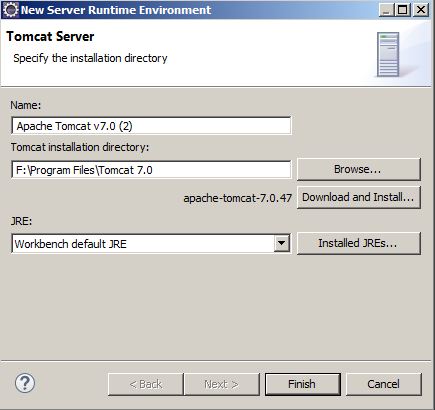 New Server Runtime Environment
Tomcat Server
Specify the installation directory
Name:
Apache Tomcat v7.0 (2)
Tomcat installation directory:
F:\Program Files\Tomcat 7.0
Browse...
apache-tomcat-7.0.47
Download and Install...
JRE:
Workbench default JRE
Installed JREs...
?
< Back
Next >
Finish
Cancel